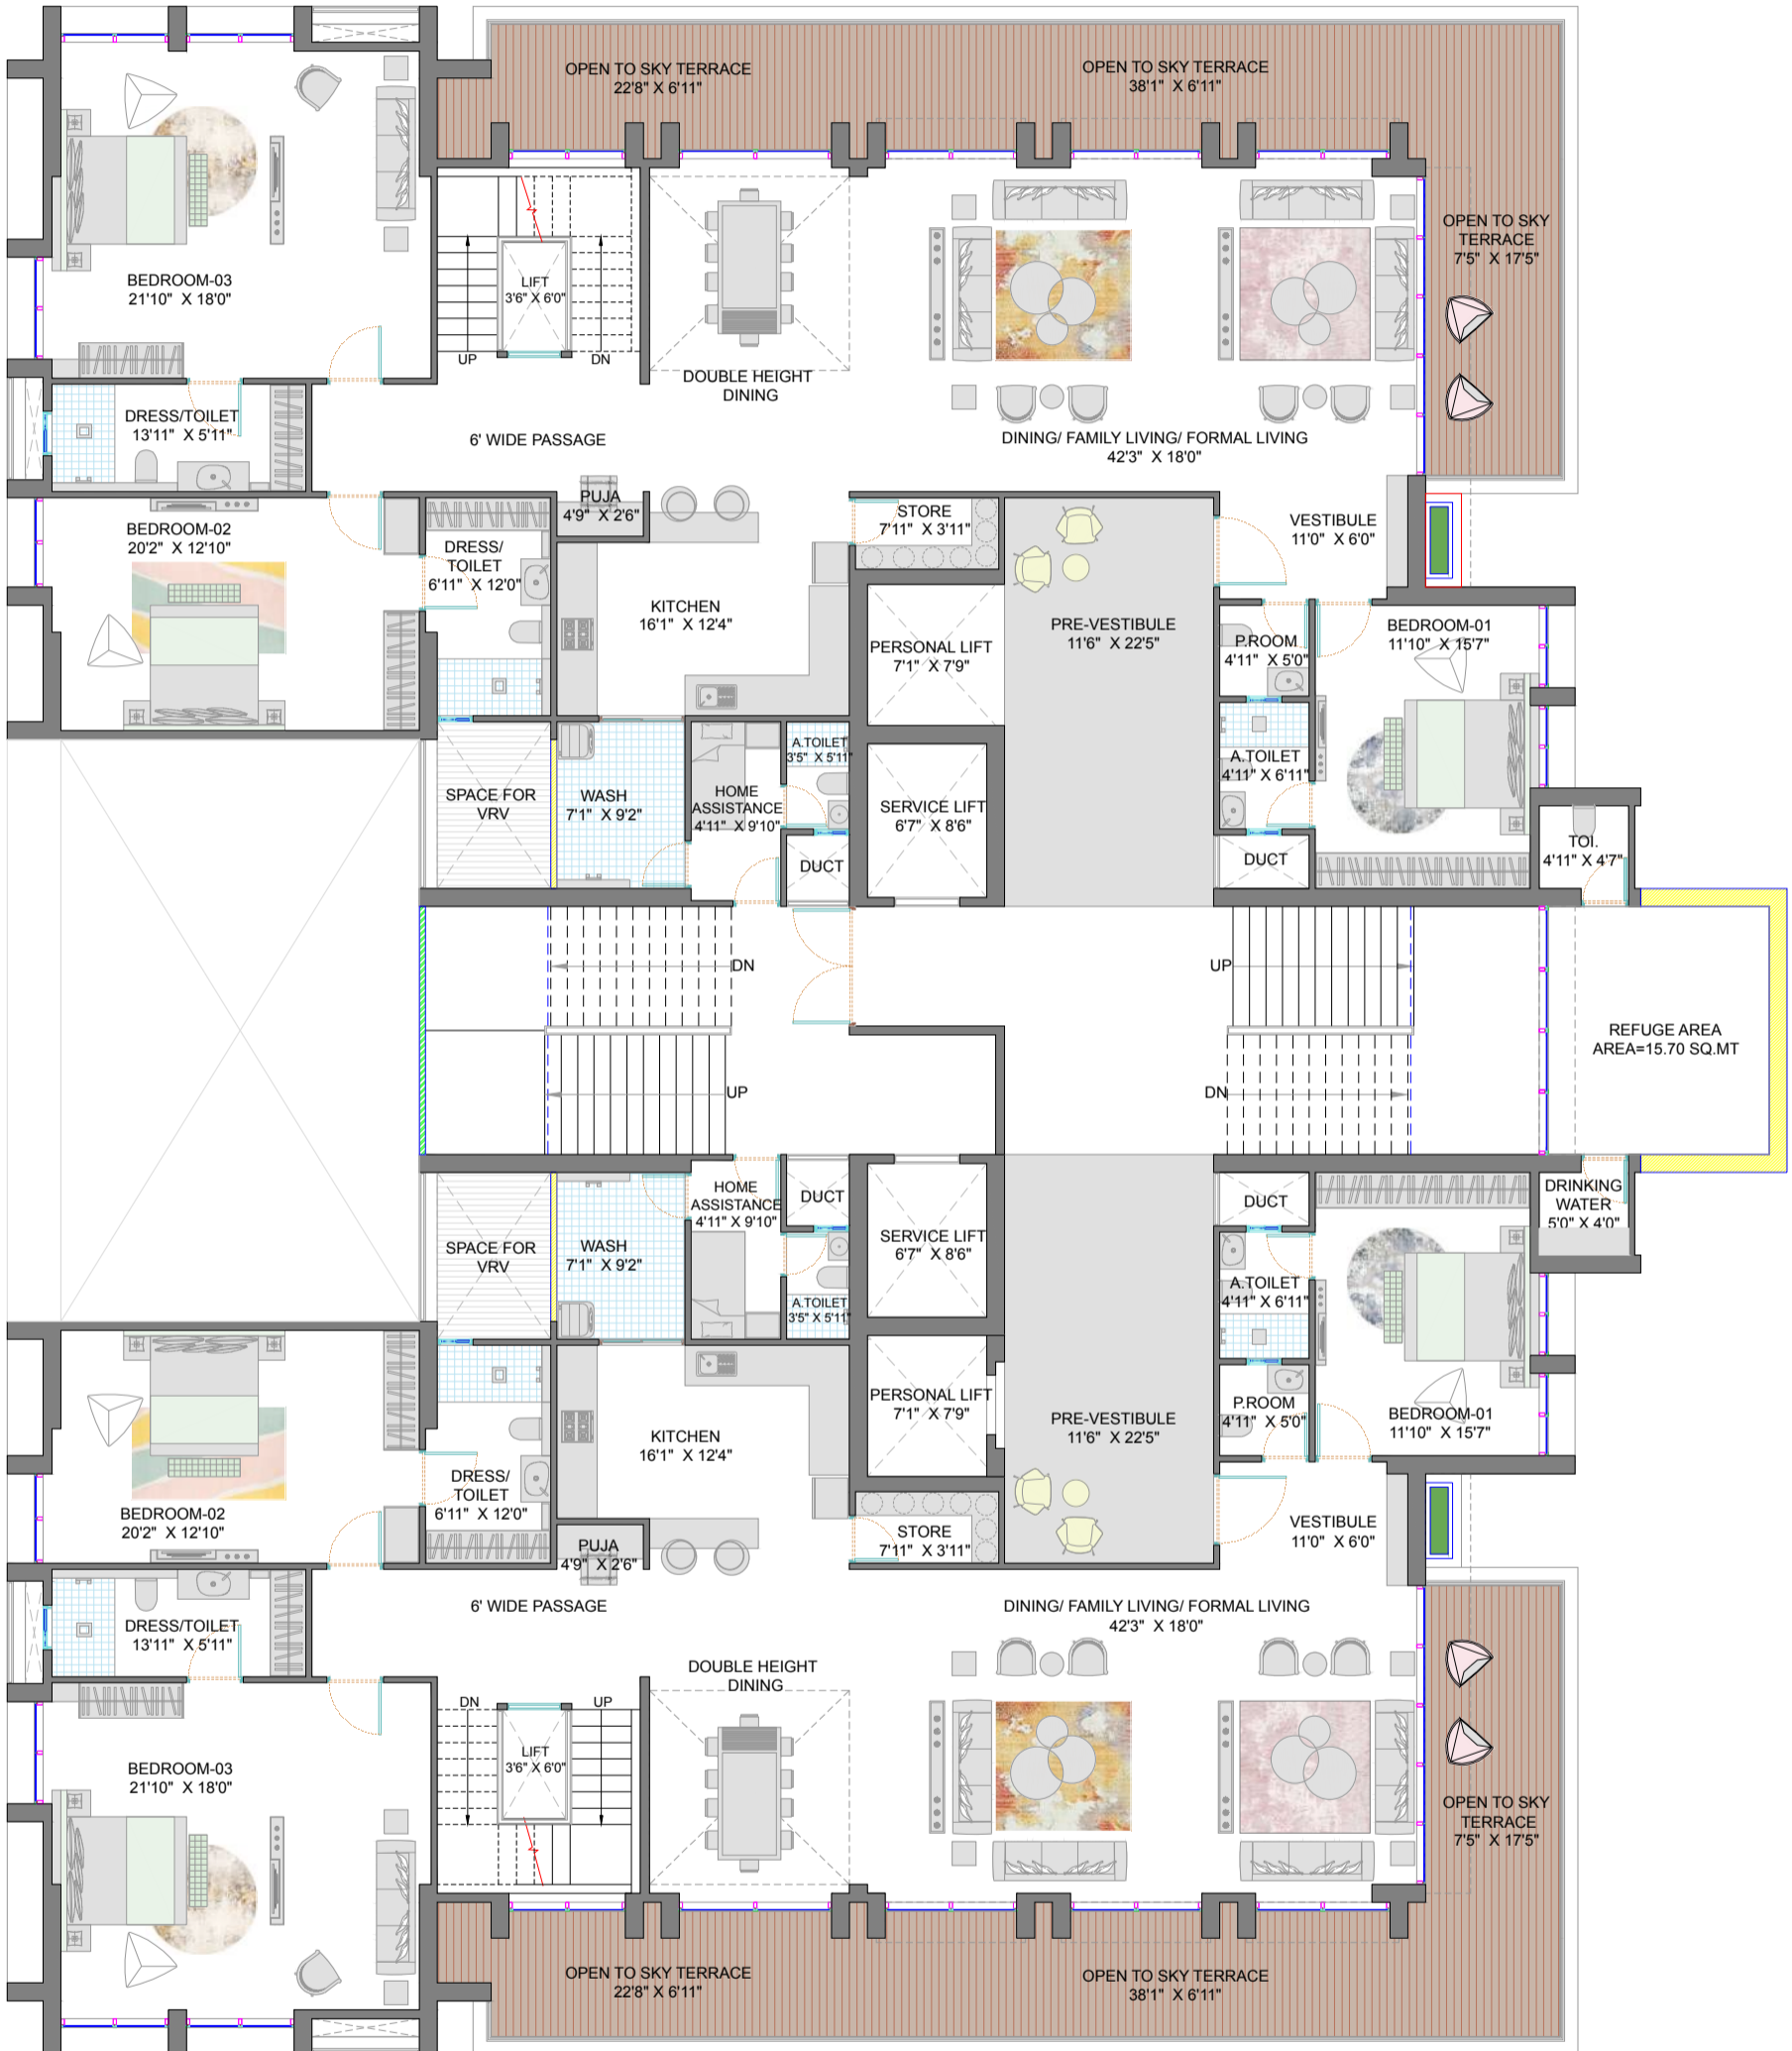 OPEN TO SKY TERRACE
22'8" X 6'11"
OPEN TO SKY TERRACE
38'1" X 6'11"
OPEN TO SKY
TERRACE
7'5" X 17'5"
BEDROOM-03
21'10" X 18'0"
LIFT
3'6" X 6'0"
UP
DN
DOUBLE HEIGHT
DINING
DRESS/TOILET
13'11" X 5'11"
6' WIDE PASSAGE
DINING/ FAMILY LIVING/ FORMAL LIVING
42'3" X 18'0"
PUJA
4'9" X 2'6"
STORE
7'11" X 3'11"
VESTIBULE
11'0" X 6'0"
BEDROOM-02
20'2" X 12'10"
DRESS/
TOILET
6'11" X 12'0"
KITCHEN
16'1" X 12'4"
PERSONAL LIFT
7'1" X 7'9"
PRE-VESTIBULE
11'6" X 22'5"
P.ROOM
4'11" X 5'0"
BEDROOM-01
11'10" X 15'7"
A.TOILET
3'5" X 5'11"
A.TOILET
4'11" X 6'11"
SPACE FOR
VRV
WASH
7'1" X 9'2"
HOME
ASSISTANCE
4'11" X 9'10"
SERVICE LIFT
6'7" X 8'6"
DUCT
DUCT
TOI.
4'11" X 4'7"
DN
UP
REFUGE AREA
AREA=15.70 SQ.MT
UP
DN
HOME
ASSISTANCE
4'11" X 9'10"
DUCT
DUCT
DRINKING
WATER
5'0" X 4'0"
SPACE FOR
VRV
WASH
7'1" X 9'2"
SERVICE LIFT
6'7" X 8'6"
A.TOILET
3'5" X 5'11"
A.TOILET
4'11" X 6'11"
PERSONAL LIFT
7'1" X 7'9"
P.ROOM
4'11" X 5'0"
BEDROOM-01
11'10" X 15'7"
KITCHEN
16'1" X 12'4"
PRE-VESTIBULE
11'6" X 22'5"
DRESS/
TOILET
6'11" X 12'0"
BEDROOM-02
20'2" X 12'10"
PUJA
4'9" X 2'6"
STORE
7'11" X 3'11"
VESTIBULE
11'0" X 6'0"
6' WIDE PASSAGE
DINING/ FAMILY LIVING/ FORMAL LIVING
42'3" X 18'0"
DRESS/TOILET
13'11" X 5'11"
DOUBLE HEIGHT
DINING
DN
UP
LIFT
3'6" X 6'0"
BEDROOM-03
21'10" X 18'0"
OPEN TO SKY
TERRACE
7'5" X 17'5"
OPEN TO SKY TERRACE
22'8" X 6'11"
OPEN TO SKY TERRACE
38'1" X 6'11"